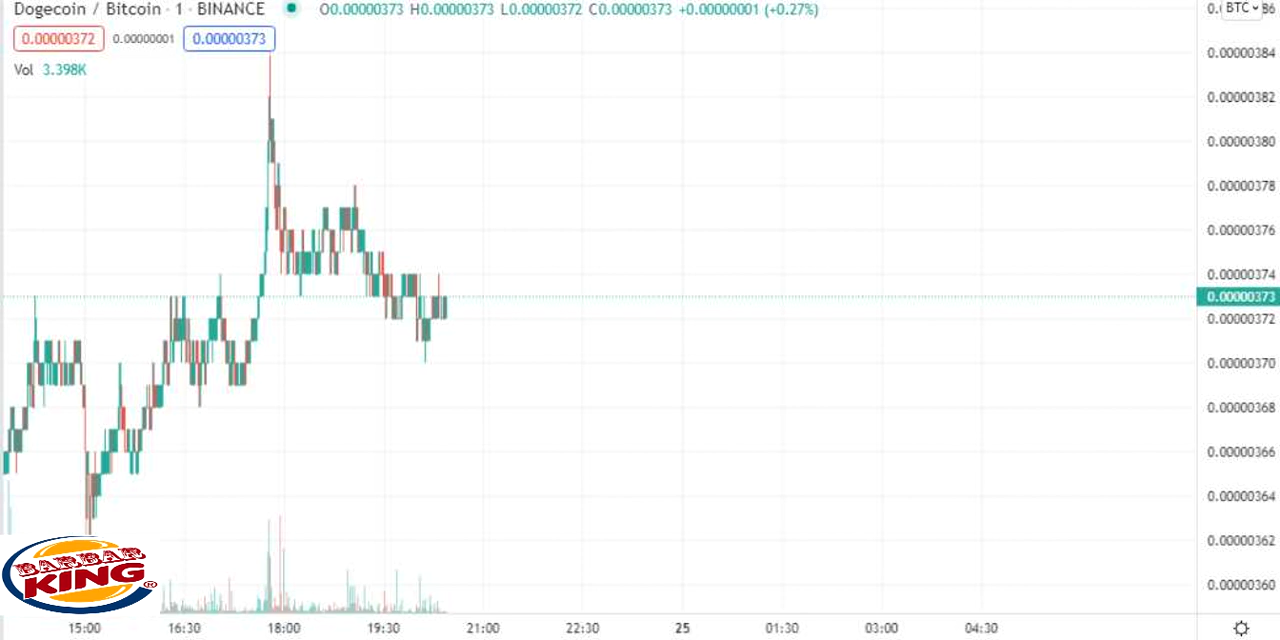 Dogecoin / Bitcoin · 1 · BINANCE O0.00000373 H0.00000373 L0.00000372 C0.00000373 +0.00000001 (+0.27%)
BTC
0.00000372 0.00000001 0.00000373
Vol 3.398K
0.00000384
0.00000382
0.00000380
0.00000378
0.00000376
0.00000374
0.00000373
0.00000372
0.00000370
0.00000368
0.00000366
0.00000364
0.00000362
0.00000360
BARBAR
KING®
15:00 16:30 18:00 19:30 21:00 22:30 25 01:30 03:00 04:30